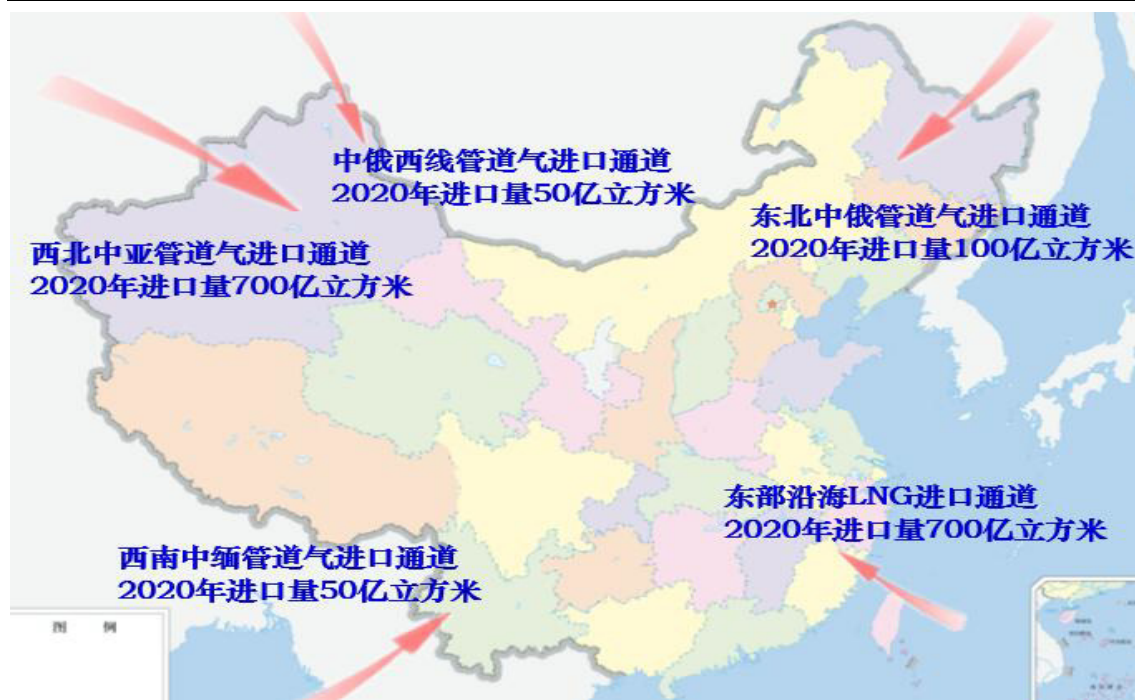 中俄西线管道气进口通道
2020年进口量50亿立方米
东北中俄管道气进口通道
2020年进口量100亿立方米
西北中亚管道气进口通道
2020年进口量700亿立方米
东部沿海LNG进口通道
2020年进口量700亿立方米
西南中缅管道气进口通道
2020年进口量50亿立方米
图 例